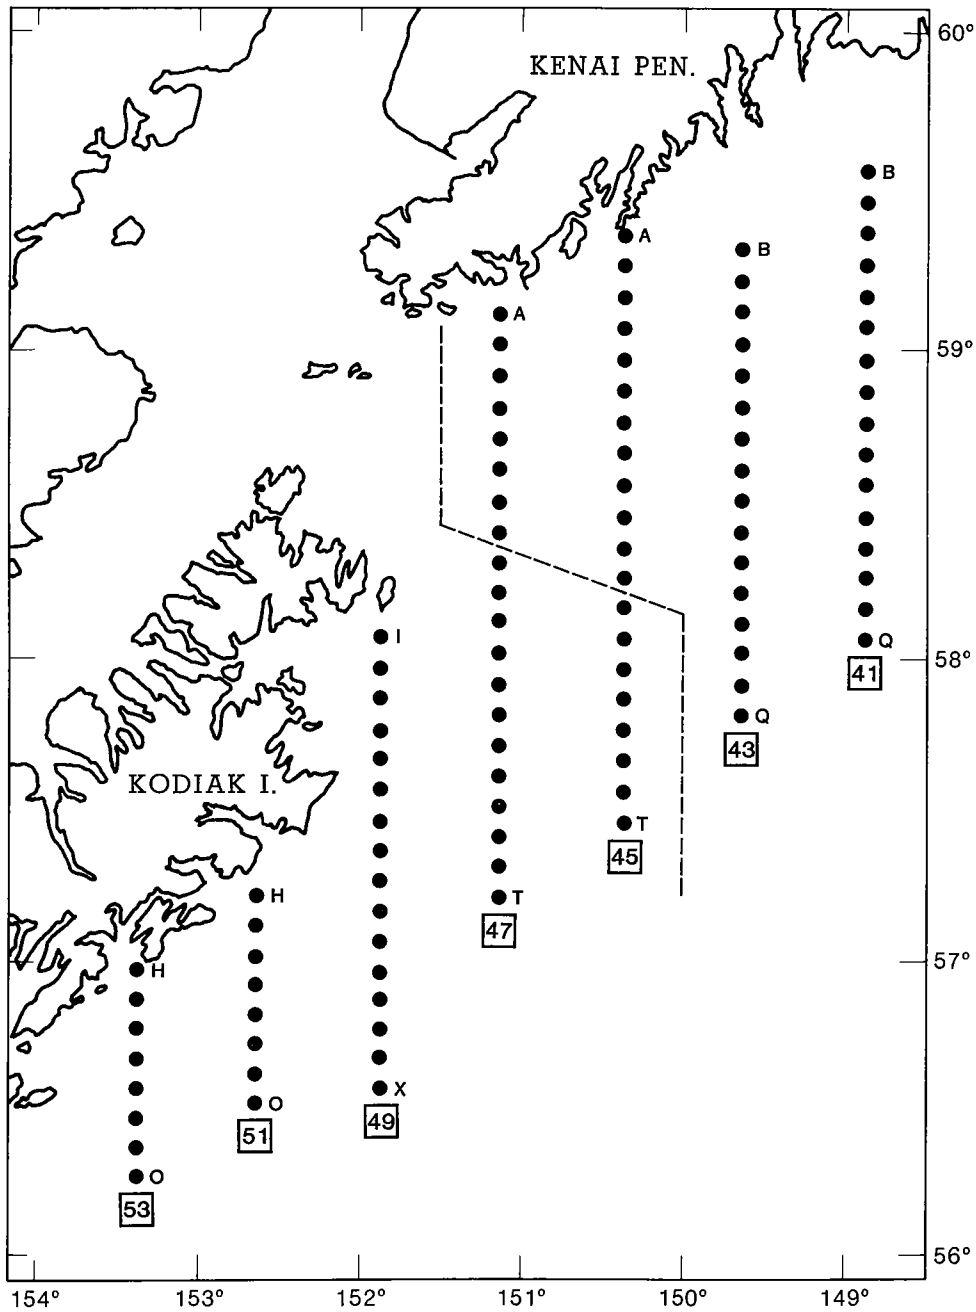 60°
KENAI PEN.
B
A
B
A
59°
I
58°
Q
41
Q
43
KODIAK I.
T
45
H
T
47
57°
H
X
O
49
51
O
53
56°
154° 153° 152° 151° 150° 149°